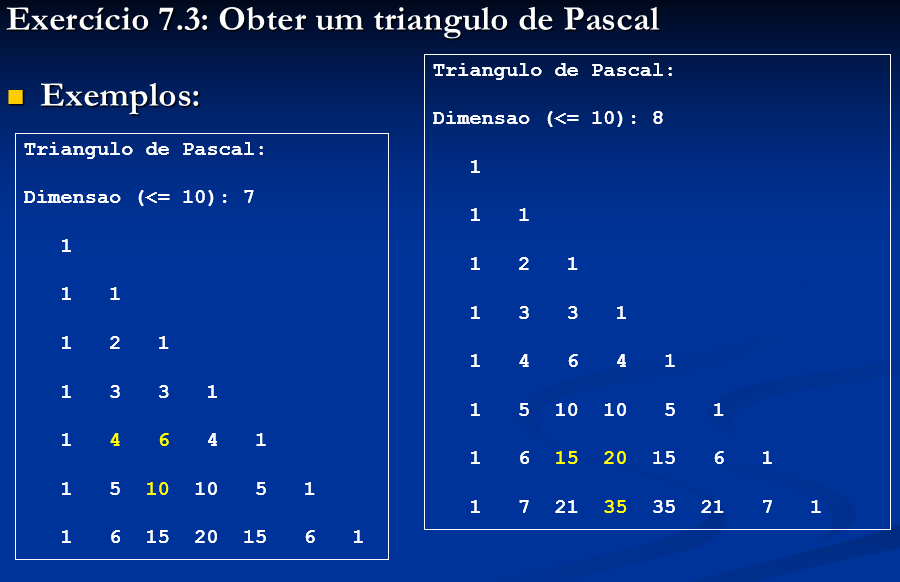 Exercício 7.3: Obter um triangulo de Pascal
Exemplos:
Triangulo de Pascal:
Dimensao (<= 10): 7
1
1 1
1 2 1
1 3 3 1
1 4 6 4 1
1 5 10 10 5 1
1 6 15 20 15 6 1
Triangulo de Pascal:
Dimensao (<= 10): 8
1
1 1
1 2 1
1 3 3 1
1 4 6 4 1
1 5 10 10 5 1
1 6 15 20 15 6 1
1 7 21 35 35 21 7 1